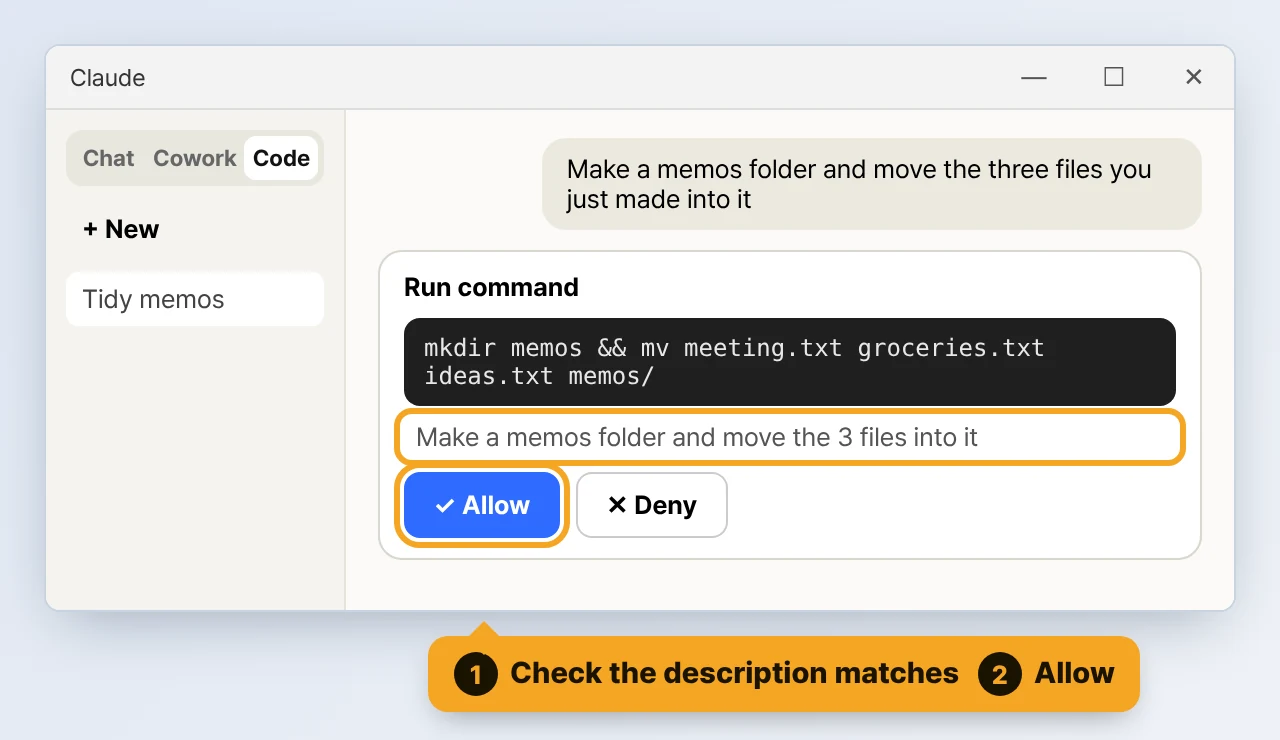 Claude
Chat Cowork Code
+ New
Tidy memos
Make a memos folder and move the three files you
just made into it
Run command
mkdir memos && mv meeting.txt groceries.txt
ideas.txt memos/
Make a memos folder and move the 3 files into it
✓ Allow ✕ Deny
1 Check the description matches 2 Allow